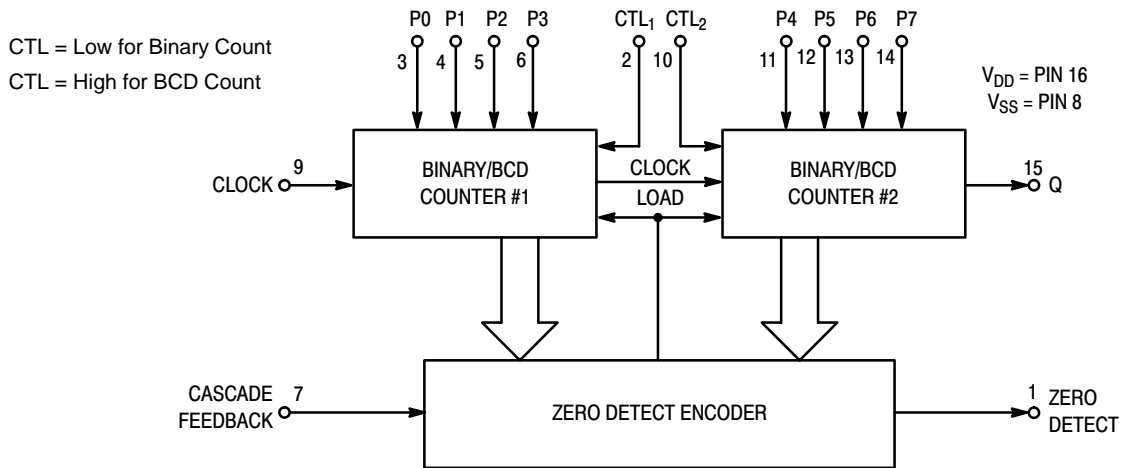 P0 P1 P2 P3 CTL1 CTL2 P4 P5 P6 P7
CTL = Low for Binary Count
CTL = High for BCD Count
3 4 5 6 2 10 11 12 13 14
VDD = PIN 16
VSS = PIN 8
CLOCK 9
BINARY/BCD
COUNTER #1
CLOCK
LOAD
BINARY/BCD
COUNTER #2
15
Q
CASCADE
FEEDBACK
7
ZERO DETECT ENCODER
1
ZERO
DETECT